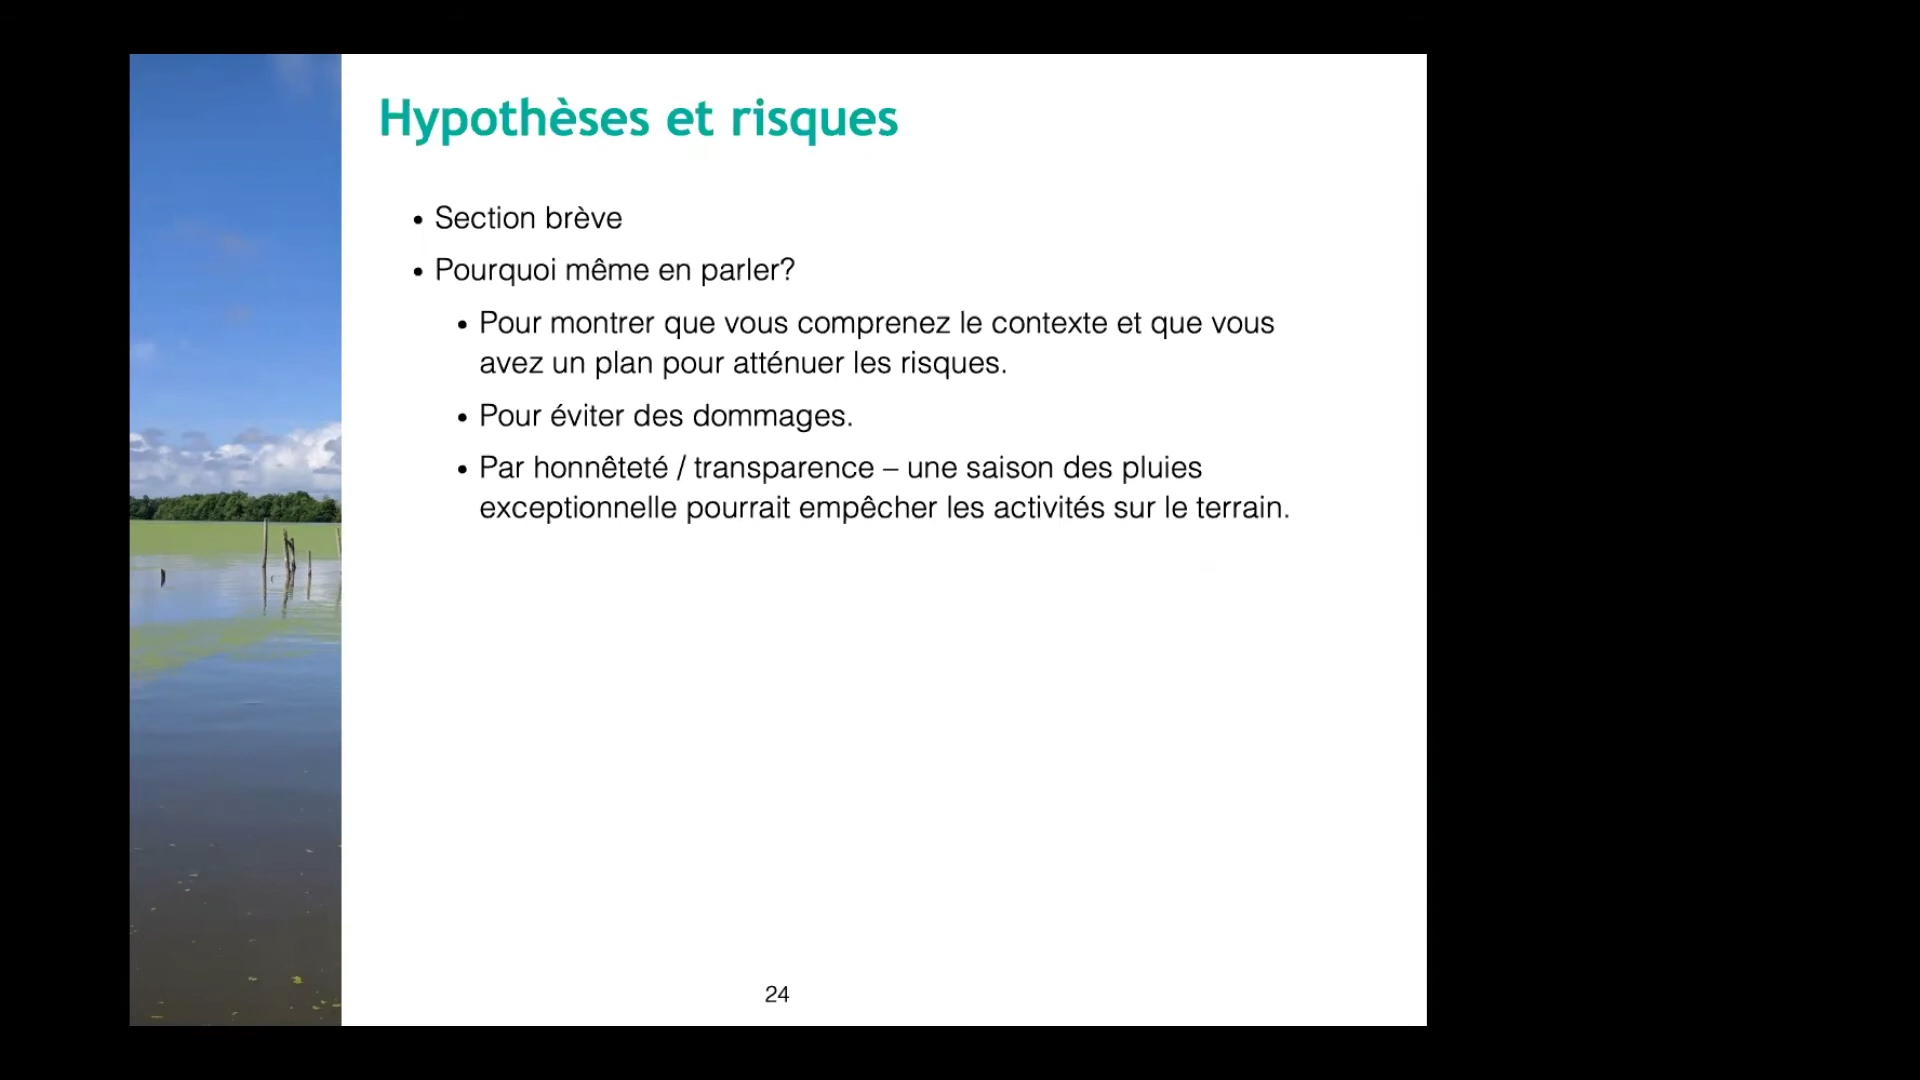 Hypothèses et risques
• Section brève
• Pourquoi même en parler?
• Pour montrer que vous comprenez le contexte et que vous
avez un plan pour atténuer les risques.
• Pour éviter des dommages.
• Par honnêteté / transparence – une saison des pluies
exceptionnelle pourrait empêcher les activités sur le terrain.
24